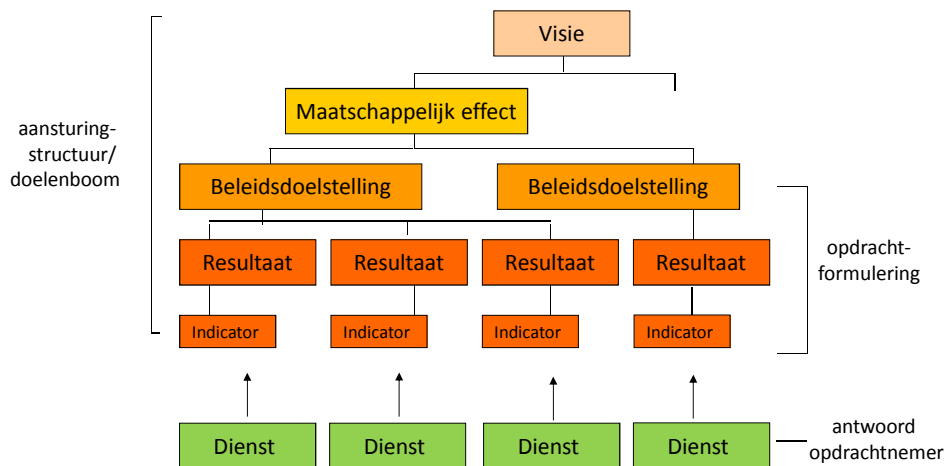 Visie
Maatschappelijk effect
aansturing-
structuur/
doelenboom
Beleidsdoelstelling
Beleidsdoelstelling
Resultaat
Resultaat
Resultaat
Resultaat
opdracht-
formulering
Indicator
Indicator
Indicator
Indicator
Dienst
Dienst
Dienst
Dienst
antwoord
opdrachtnemer